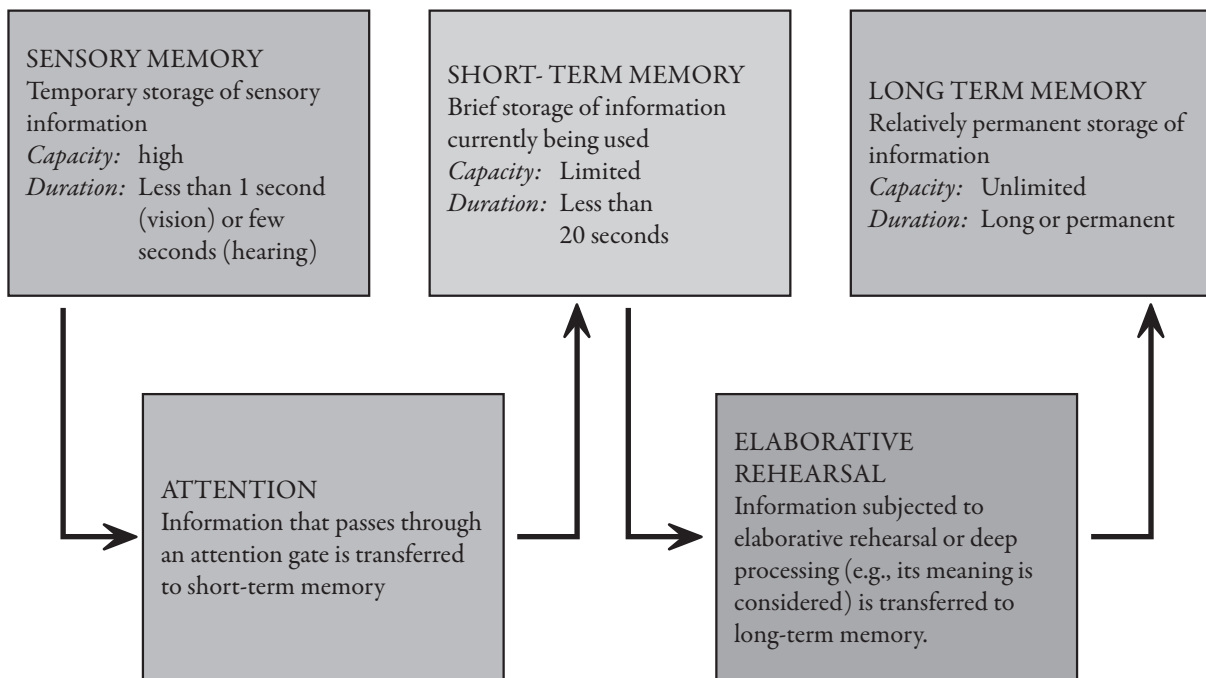 SENSORY MEMORY
Temporary storage of sensory
information
Capacity: high
Duration: Less than 1 second
(vision) or few
seconds (hearing)
SHORT- TERM MEMORY
Brief storage of information
currently being used
Capacity: Limited
Duration: Less than
20 seconds
LONG TERM MEMORY
Relatively permanent storage of
information
Capacity: Unlimited
Duration: Long or permanent
ATTENTION
Information that passes through
an attention gate is transferred
to short-term memory
ELABORATIVE
REHEARSAL
Information subjected to
elaborative rehearsal or deep
processing (e.g., its meaning is
considered) is transferred to
long-term memory.